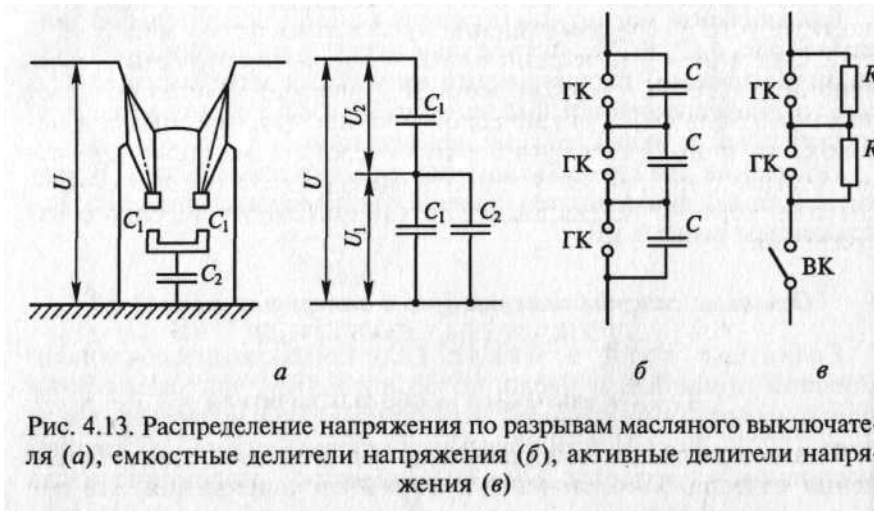 U
C₁
C₁
C₂
U
U₂
U₁
C₁
C₁
C₂
ГК
C
ГК
C
ГК
C
ГК
R
ГК
R
ВК
а
б
в
Рис. 4.13. Распределение напряжения по разрывам масляного выключате-
ля (а), емкостные делители напряжения (б), активные делители напря-
жения (в)